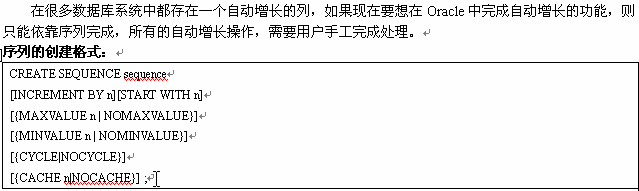 在很多数据库系统中都存在一个自动增长的列，如果现在要想在 Oracle 中完成自动增长的功能，则
只能依靠序列完成，所有的自动增长操作，需要用户手工完成处理。
序列的创建格式：
CREATE SEQUENCE sequence
[INCREMENT BY n][START WITH n]
[{MAXVALUE n | NOMAXVALUE}]
[{MINVALUE n | NOMINVALUE}]
[{CYCLE|NOCYCLE}]
[{CACHE n|NOCACHE}] ;